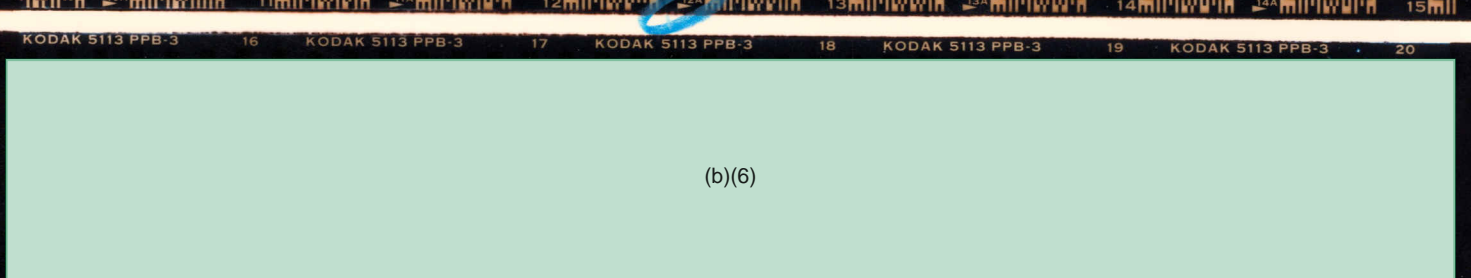 12 12A 13 13A 14 14A 15
KODAK 5113 PPB-3 16 KODAK 5113 PPB-3 17 KODAK 5113 PPB-3 18 KODAK 5113 PPB-3 19 KODAK 5113 PPB-3 20
(b)(6)